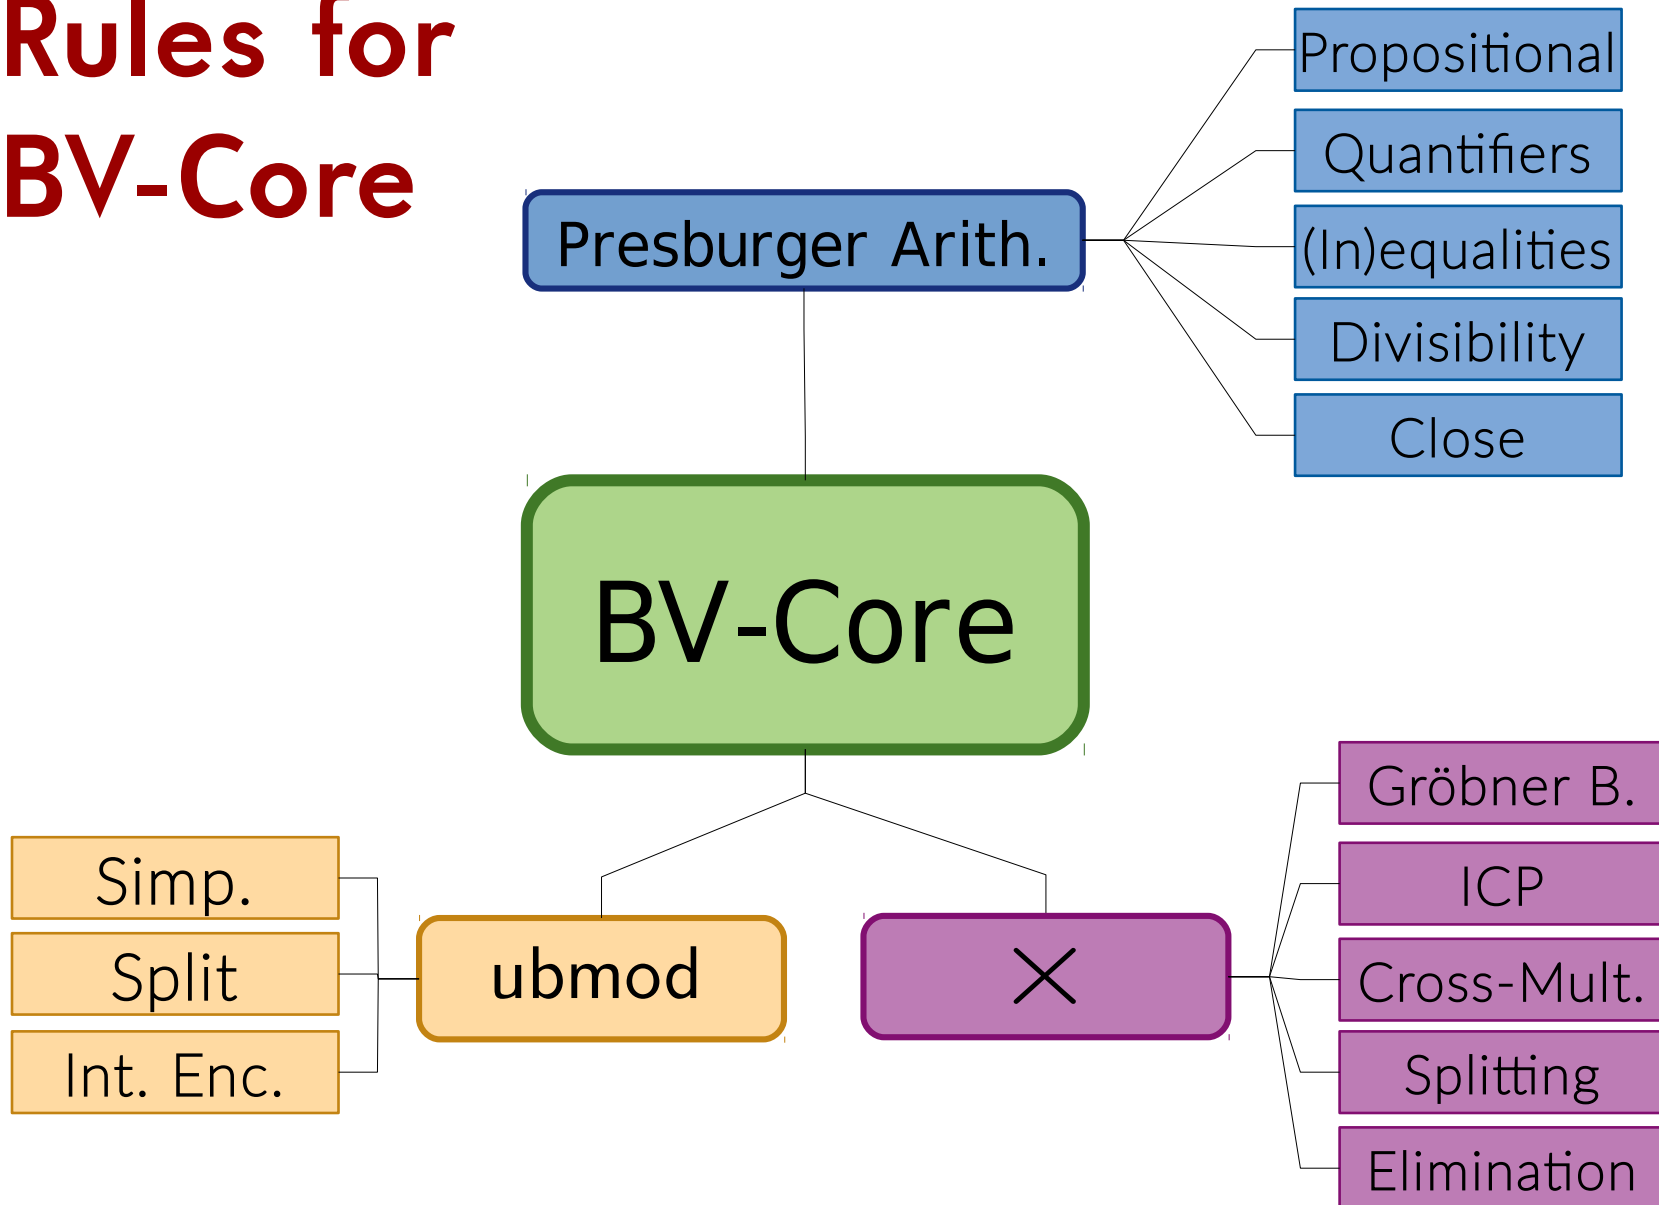 Rules for
BV-Core
Presburger Arith.
Propositional
Quantifiers
(In)equalities
Divisibility
Close
BV-Core
Simp.
Split
Int. Enc.
ubmod
×
Gröbner B.
ICP
Cross-Mult.
Splitting
Elimination